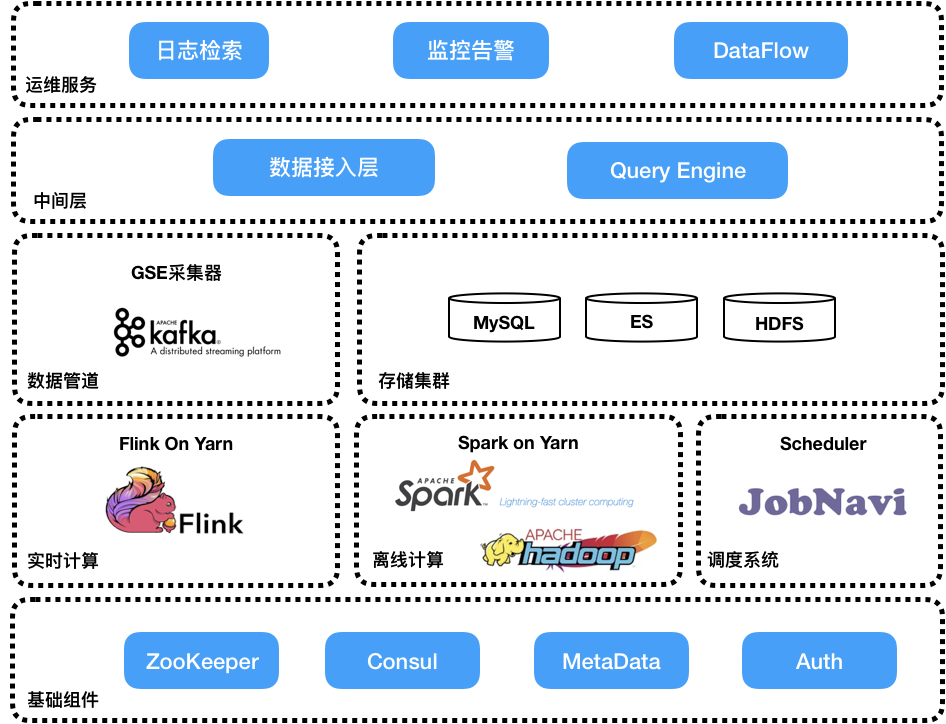 日志检索
监控告警
DataFlow
运维服务
数据接入层
Query Engine
中间层
GSE采集器
APACHE
kafka®
A distributed streaming platform
数据管道
MySQL
ES
HDFS
存储集群
Flink On Yarn
Flink
实时计算
Spark on Yarn
APACHE
Spark™
Lightning-fast cluster computing
APACHE
hadoop
离线计算
Scheduler
JobNavi
调度系统
ZooKeeper
Consul
MetaData
Auth
基础组件